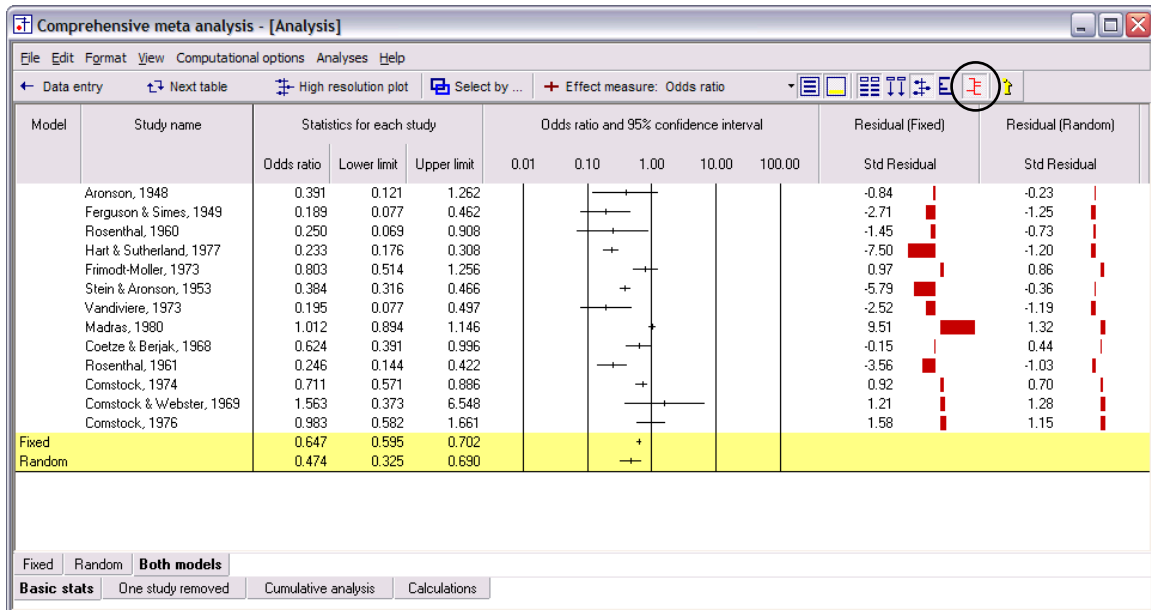 Comprehensive meta analysis - [Analysis]
File Edit Format View Computational options Analyses Help
Data entry Next table High resolution plot Select by ... Effect measure: Odds ratio
Model Study name Statistics for each study Odds ratio and 95% confidence interval Residual (Fixed) Residual (Random)
Odds ratio Lower limit Upper limit 0.01 0.10 1.00 10.00 100.00 Std Residual Std Residual
Aronson, 1948 0.391 0.121 1.262 -0.84 -0.23
Ferguson & Simes, 1949 0.189 0.077 0.462 -2.71 -1.25
Rosenthal, 1960 0.250 0.069 0.908 -1.45 -0.73
Hart & Sutherland, 1977 0.233 0.176 0.308 -7.50 -1.20
Frimodt-Moller, 1973 0.803 0.514 1.256 0.97 0.86
Stein & Aronson, 1953 0.384 0.316 0.466 -5.79 -0.36
Vandiviere, 1973 0.195 0.077 0.497 -2.52 -1.19
Madras, 1980 1.012 0.894 1.146 9.51 1.32
Coetze & Berjak, 1968 0.624 0.391 0.996 -0.15 0.44
Rosenthal, 1961 0.246 0.144 0.422 -3.56 -1.03
Comstock, 1974 0.711 0.571 0.886 0.92 0.70
Comstock & Webster, 1969 1.563 0.373 6.548 1.21 1.28
Comstock, 1976 0.983 0.582 1.661 1.58 1.15
Fixed 0.647 0.595 0.702
Random 0.474 0.325 0.690
Fixed Random Both models
Basic stats One study removed Cumulative analysis Calculations